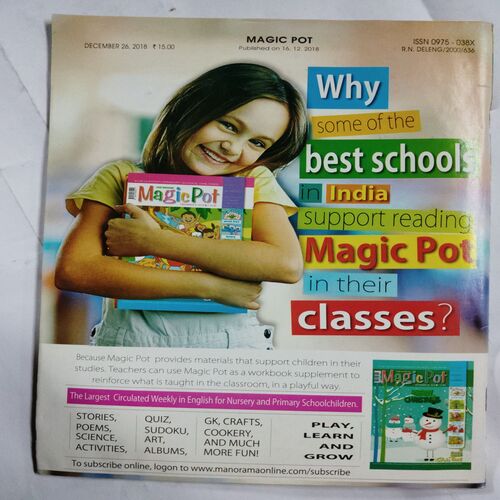 MAGIC POT
DECEMBER 26, 2018 ₹ 15.00
Published on 16. 12. 2018
ISSN 0975 - 038X
R.N. DELENG/2000/636
Why
some of the
best schools
in India
support reading
Magic Pot
in their
classes?
MagicPot
Because Magic Pot provides materials that support children in their
studies. Teachers can use Magic Pot as a workbook supplement to
reinforce what is taught in the classroom, in a playful way.
The Largest Circulated Weekly in English for Nursery and Primary Schoolchildren.
STORIES,
POEMS,
SCIENCE,
ACTIVITIES,
QUIZ,
SUDOKU,
ART,
ALBUMS,
GK, CRAFTS,
COOKERY,
AND MUCH
MORE FUN!
PLAY,
LEARN
AND
GROW
MagicPot
To subscribe online, logon to www.manoramaonline.com/subscribe